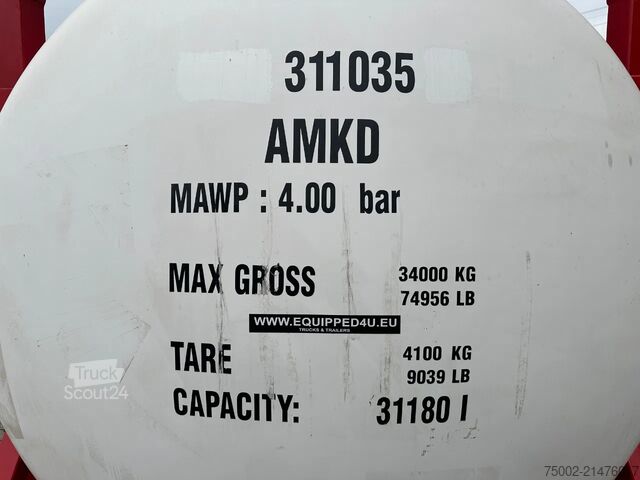 311035
AMKD
MAWP : 4.00 bar
MAX GROSS 34000 KG
74956 LB
WWW.EQUIPPED4U.EU
TRUCKS & TRAILERS
TARE 4100 KG
9039 LB
CAPACITY: 31180 l
Truck
Scout24